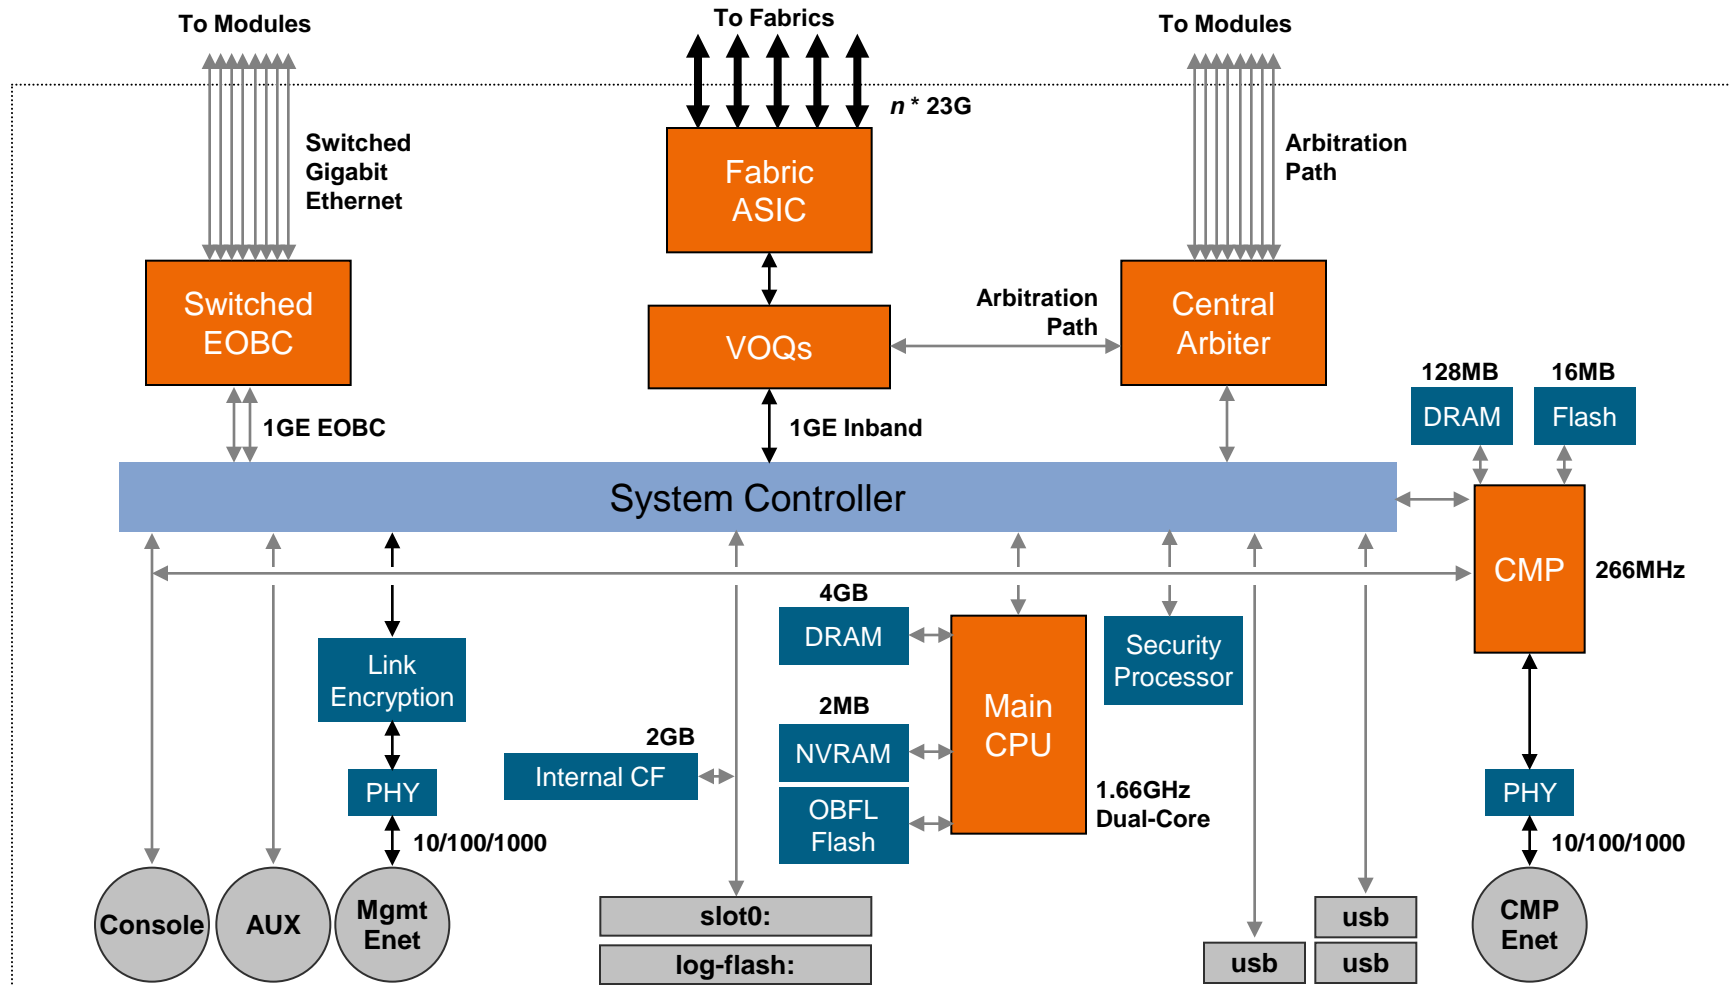 To Modules
To Fabrics
To Modules
n * 23G
Switched
Gigabit
Ethernet
Fabric
ASIC
Arbitration
Path
Switched
EOBC
VOQs
Arbitration
Path
Central
Arbiter
128MB
16MB
DRAM
Flash
1GE EOBC
1GE Inband
System Controller
CMP
266MHz
4GB
DRAM
Link
Encryption
Security
Processor
2MB
NVRAM
Main
CPU
2GB
Internal CF
OBFL
Flash
1.66GHz
Dual-Core
PHY
PHY
10/100/1000
10/100/1000
Console
AUX
Mgmt
Enet
slot0:
log-flash:
usb
usb
usb
CMP
Enet